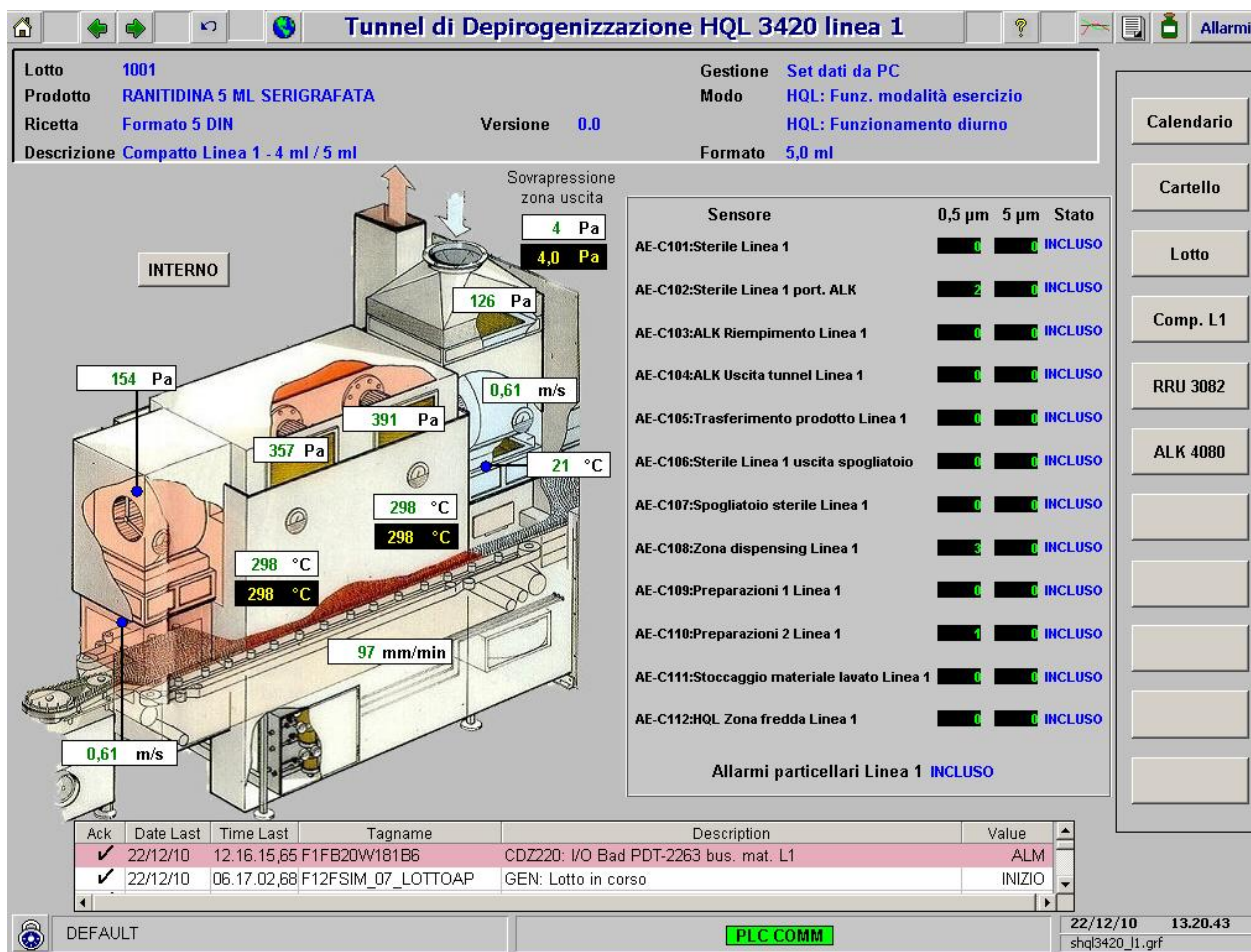 Tunnel di Depirogenizzazione HQL 3420 linea 1
?
Allarmi
Lotto 1001 Gestione Set dati da PC
Prodotto RANITIDINA 5 ML SERIGRAFATA Modo HQL: Funz. modalità esercizio
Ricetta Formato 5 DIN Versione 0.0 HQL: Funzionamento diurno
Descrizione Compatto Linea 1 - 4 ml / 5 ml Formato 5,0 ml
Calendario
Cartello
Lotto
Comp. L1
RRU 3082
ALK 4080
Sovrapressione
zona uscita
4 Pa
4,0 Pa
INTERNO
126 Pa
154 Pa
0,61 m/s
391 Pa
357 Pa
21 °C
298 °C
298 °C
298 °C
298 °C
97 mm/min
0,61 m/s
Sensore 0,5 µm 5 µm Stato
AE-C101:Sterile Linea 1 0 0 INCLUSO
AE-C102:Sterile Linea 1 port. ALK 2 0 INCLUSO
AE-C103:ALK Riempimento Linea 1 0 0 INCLUSO
AE-C104:ALK Uscita tunnel Linea 1 0 0 INCLUSO
AE-C105:Trasferimento prodotto Linea 1 0 0 INCLUSO
AE-C106:Sterile Linea 1 uscita spogliatoio 0 0 INCLUSO
AE-C107:Spogliatoio sterile Linea 1 0 0 INCLUSO
AE-C108:Zona dispensing Linea 1 3 0 INCLUSO
AE-C109:Preparazioni 1 Linea 1 0 0 INCLUSO
AE-C110:Preparazioni 2 Linea 1 1 0 INCLUSO
AE-C111:Stoccaggio materiale lavato Linea 1 0 0 INCLUSO
AE-C112:HQL Zona fredda Linea 1 0 0 INCLUSO
Allarmi particellari Linea 1 INCLUSO
Ack Date Last Time Last Tagname Description Value
22/12/10 12.16.15,65 F1FB20W181B6 CDZ220: I/O Bad PDT-2263 bus. mat. L1 ALM
22/12/10 06.17.02,68 F12FSIM_07_LOTTOAP GEN: Lotto in corso INIZIO
DEFAULT PLC COMM 22/12/10 13.20.43
shql3420_l1.grf